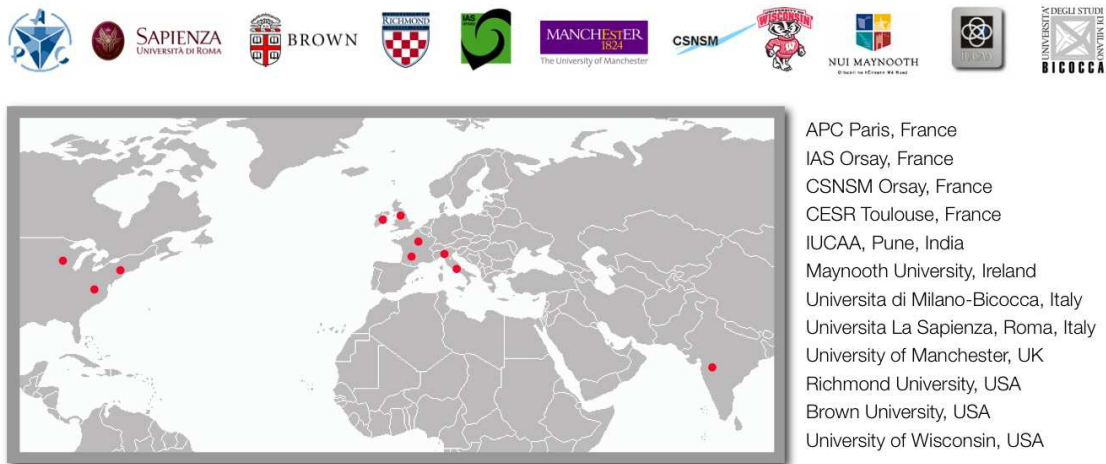 P C
SAPIENZA
UNIVERSITÀ DI ROMA
BROWN
RICHMOND
IAS
ORSAY
MANCHESTER
1824
The University of Manchester
CSNSM
WISCONSIN
NUI MAYNOOTH
IUCAA
UNIVERSITA'
DEGLI STUDI
DI MILANO
BICOCCA
APC Paris, France
IAS Orsay, France
CSNSM Orsay, France
CESR Toulouse, France
IUCAA, Pune, India
Maynooth University, Ireland
Universita di Milano-Bicocca, Italy
Universita La Sapienza, Roma, Italy
University of Manchester, UK
Richmond University, USA
Brown University, USA
University of Wisconsin, USA